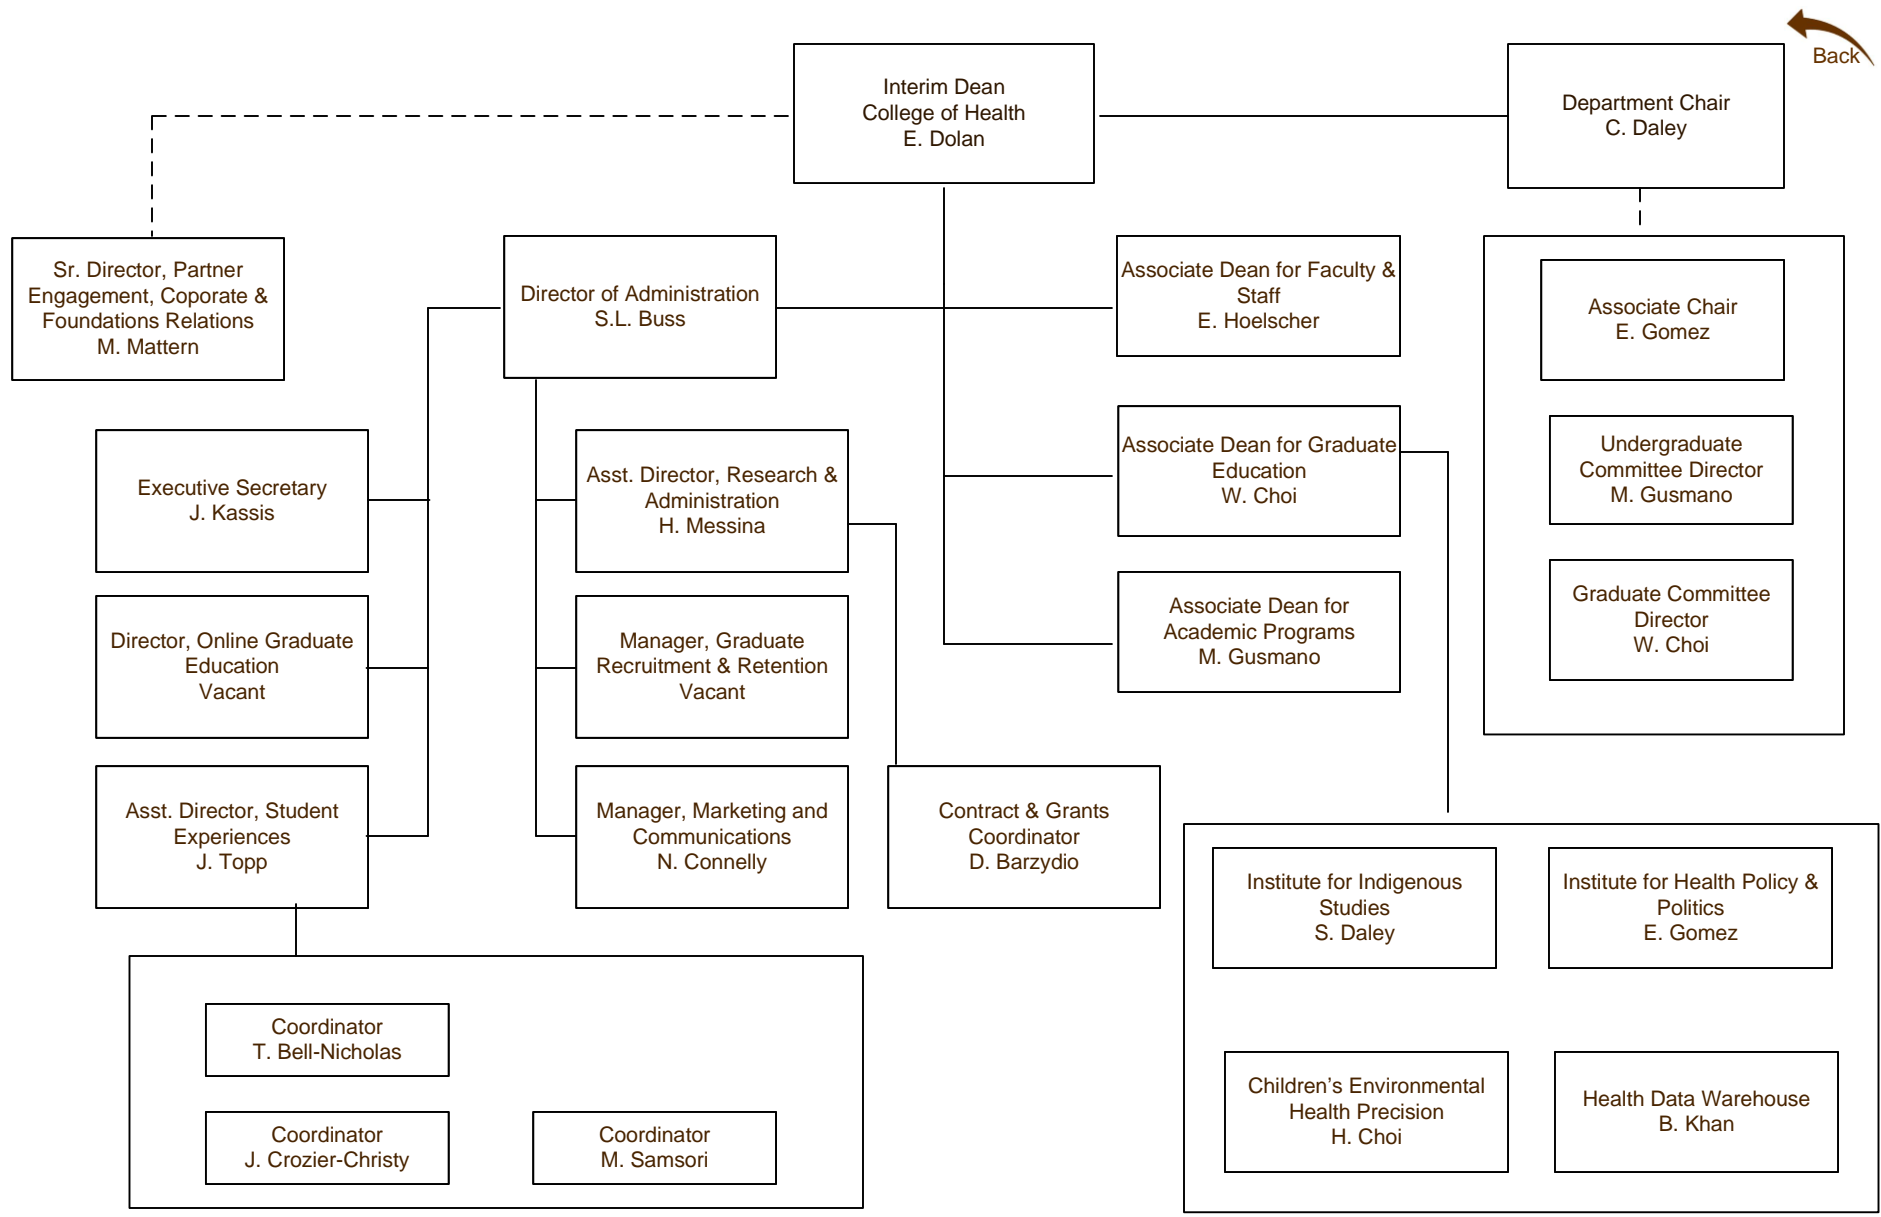 Back
Interim Dean
College of Health
E. Dolan
Department Chair
C. Daley
Sr. Director, Partner
Engagement, Coporate &
Foundations Relations
M. Mattern
Director of Administration
S.L. Buss
Associate Dean for Faculty &
Staff
E. Hoelscher
Associate Chair
E. Gomez
Executive Secretary
J. Kassis
Asst. Director, Research &
Administration
H. Messina
Associate Dean for Graduate
Education
W. Choi
Undergraduate
Committee Director
M. Gusmano
Director, Online Graduate
Education
Vacant
Manager, Graduate
Recruitment & Retention
Vacant
Associate Dean for
Academic Programs
M. Gusmano
Graduate Committee
Director
W. Choi
Asst. Director, Student
Experiences
J. Topp
Manager, Marketing and
Communications
N. Connelly
Contract & Grants
Coordinator
D. Barzydio
Institute for Indigenous
Studies
S. Daley
Institute for Health Policy &
Politics
E. Gomez
Coordinator
T. Bell-Nicholas
Children’s Environmental
Health Precision
H. Choi
Health Data Warehouse
B. Khan
Coordinator
J. Crozier-Christy
Coordinator
M. Samsori